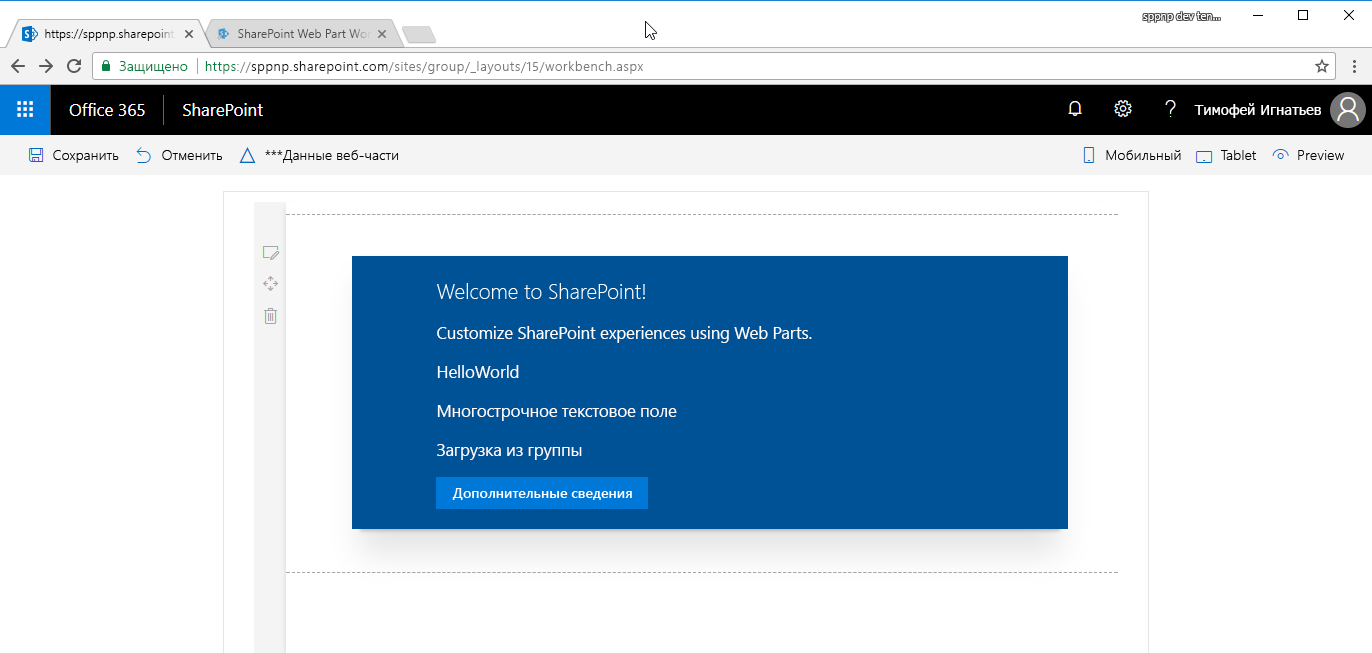 sppnp dev ten...
https://sppnp.sharepoint
SharePoint Web Part Wor
Защищено https://sppnp.sharepoint.com/sites/group/_layouts/15/workbench.aspx
Office 365 SharePoint ? Тимофей Игнатьев
Сохранить Отменить ***Данные веб-части Мобильный Tablet Preview
Welcome to SharePoint!
Customize SharePoint experiences using Web Parts.
HelloWorld
Многострочное текстовое поле
Загрузка из группы
Дополнительные сведения